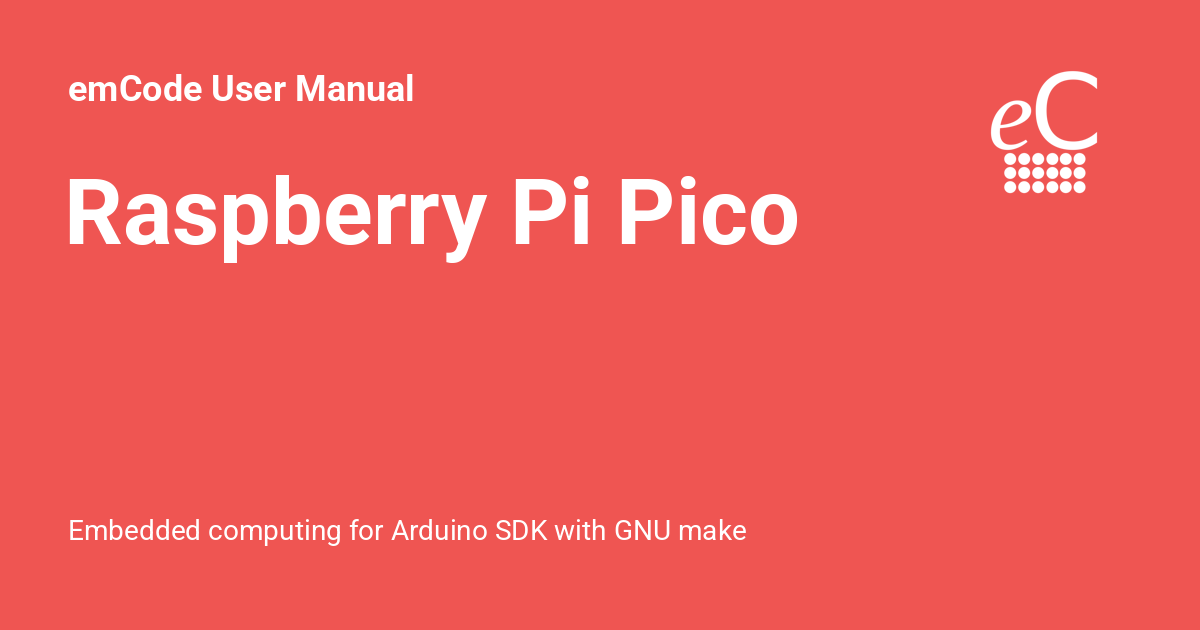 emCode User Manual
eC
Raspberry Pi Pico
Embedded computing for Arduino SDK with GNU make